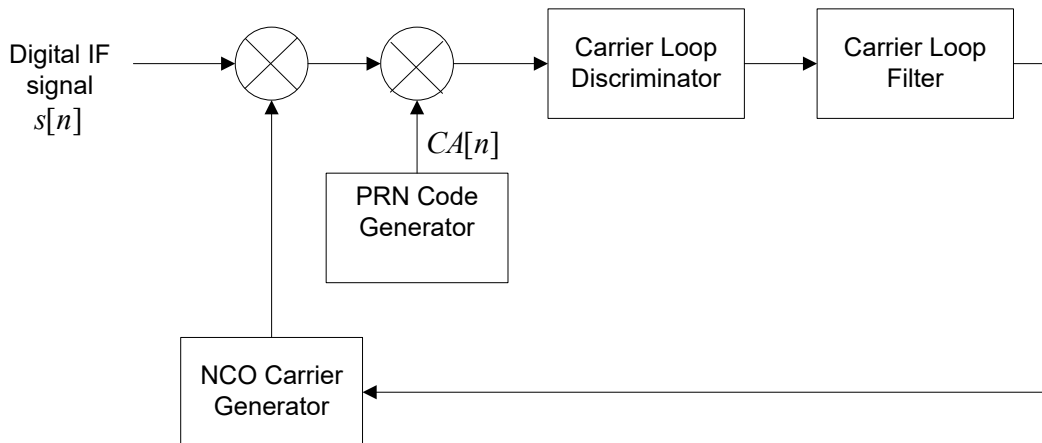 Digital IF
signal
s[n]
Carrier Loop
Discriminator
Carrier Loop
Filter
CA[n]
PRN Code
Generator
NCO Carrier
Generator